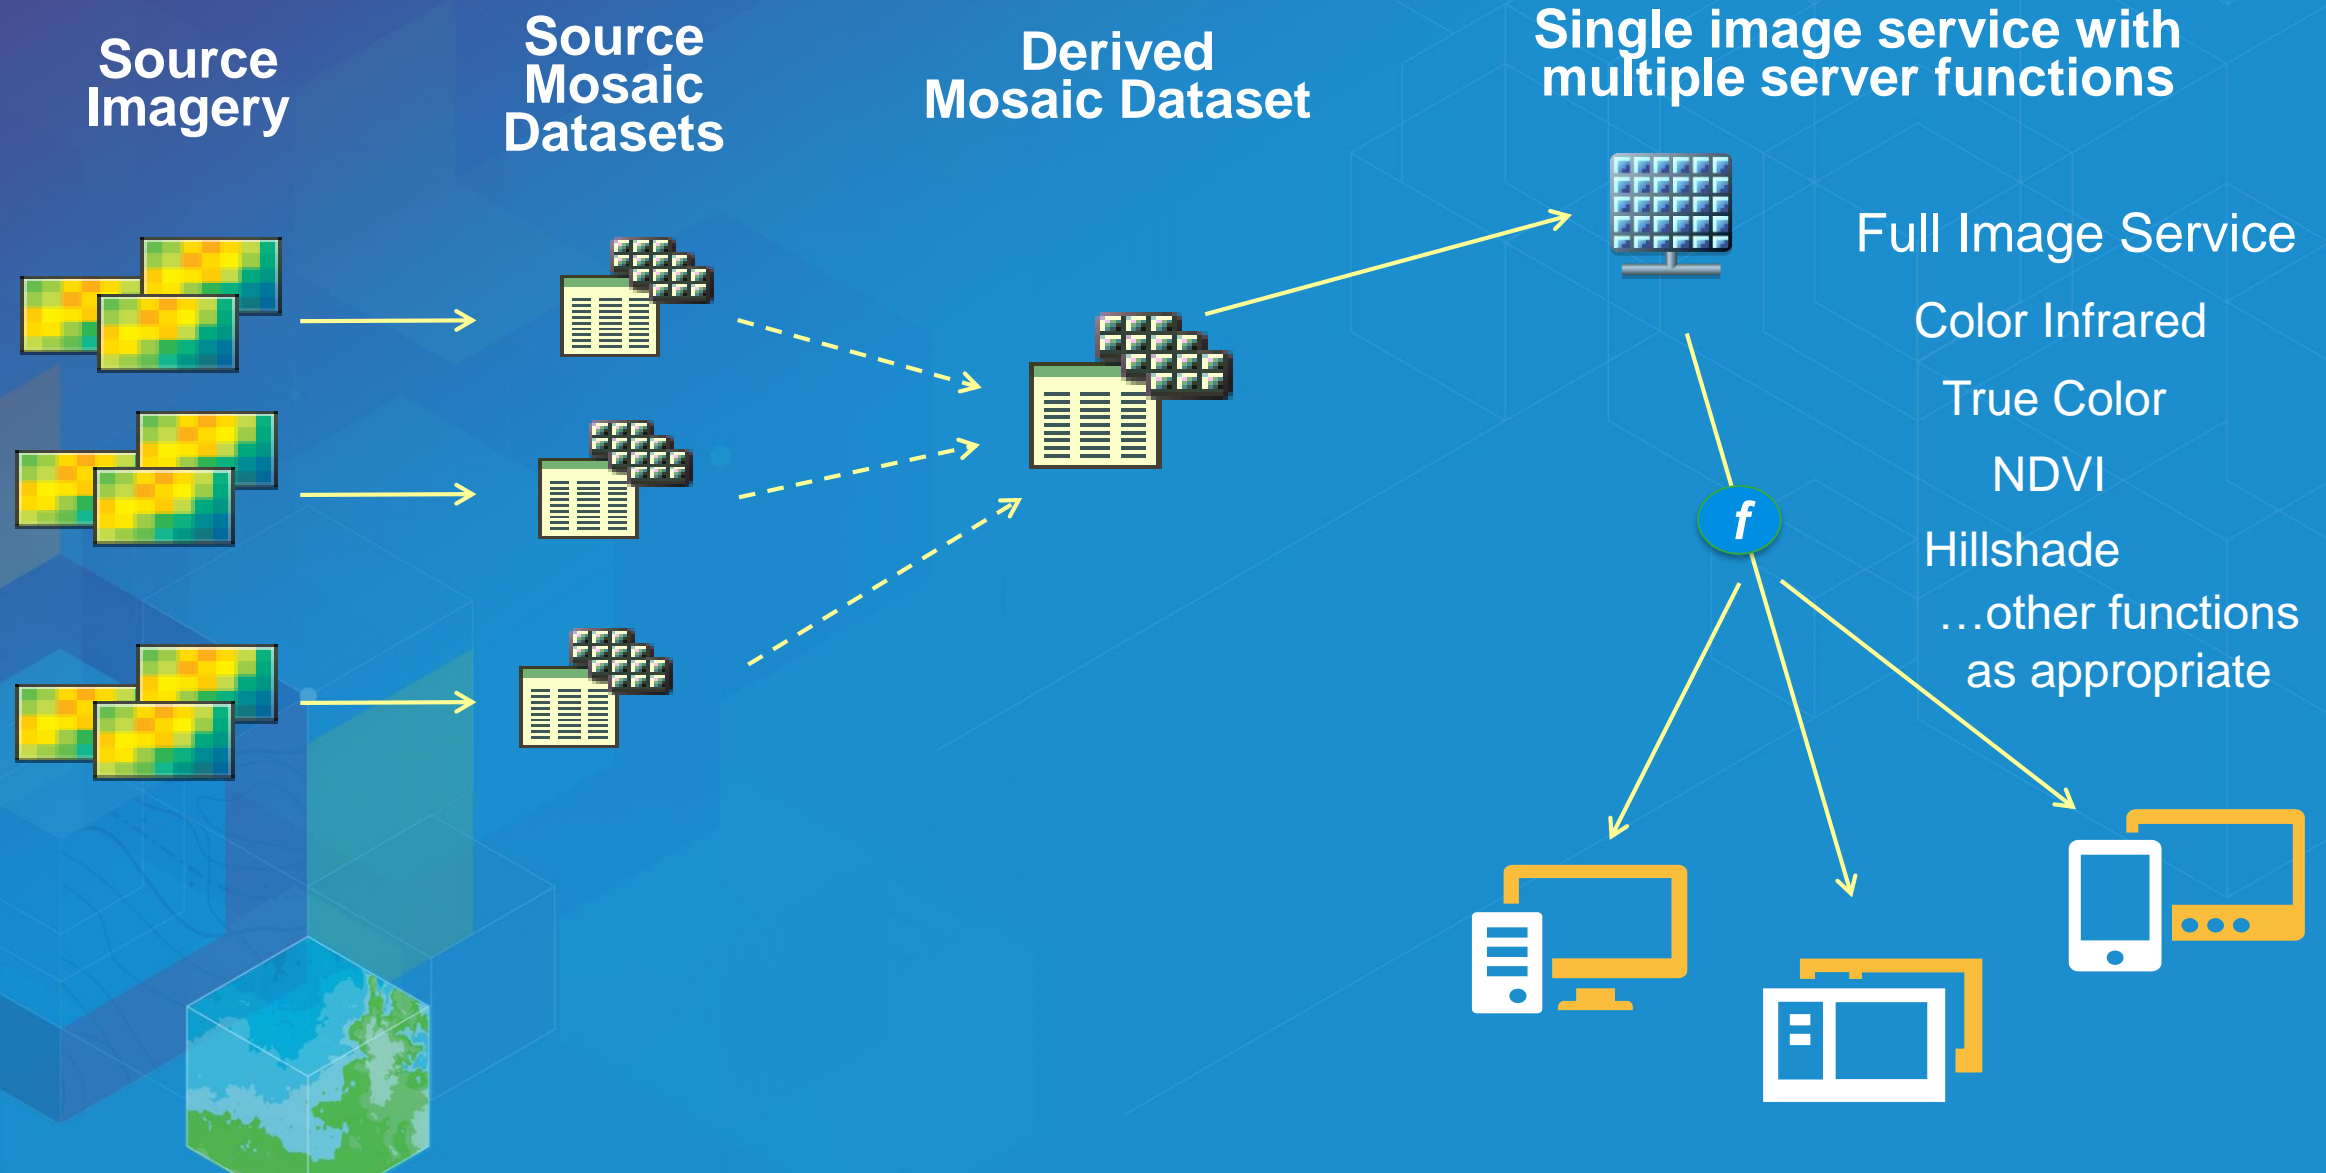 Source
Imagery
Source
Mosaic
Datasets
Derived
Mosaic Dataset
Single image service with
multiple server functions
Full Image Service
Color Infrared
True Color
NDVI
f
Hillshade
…other functions
as appropriate